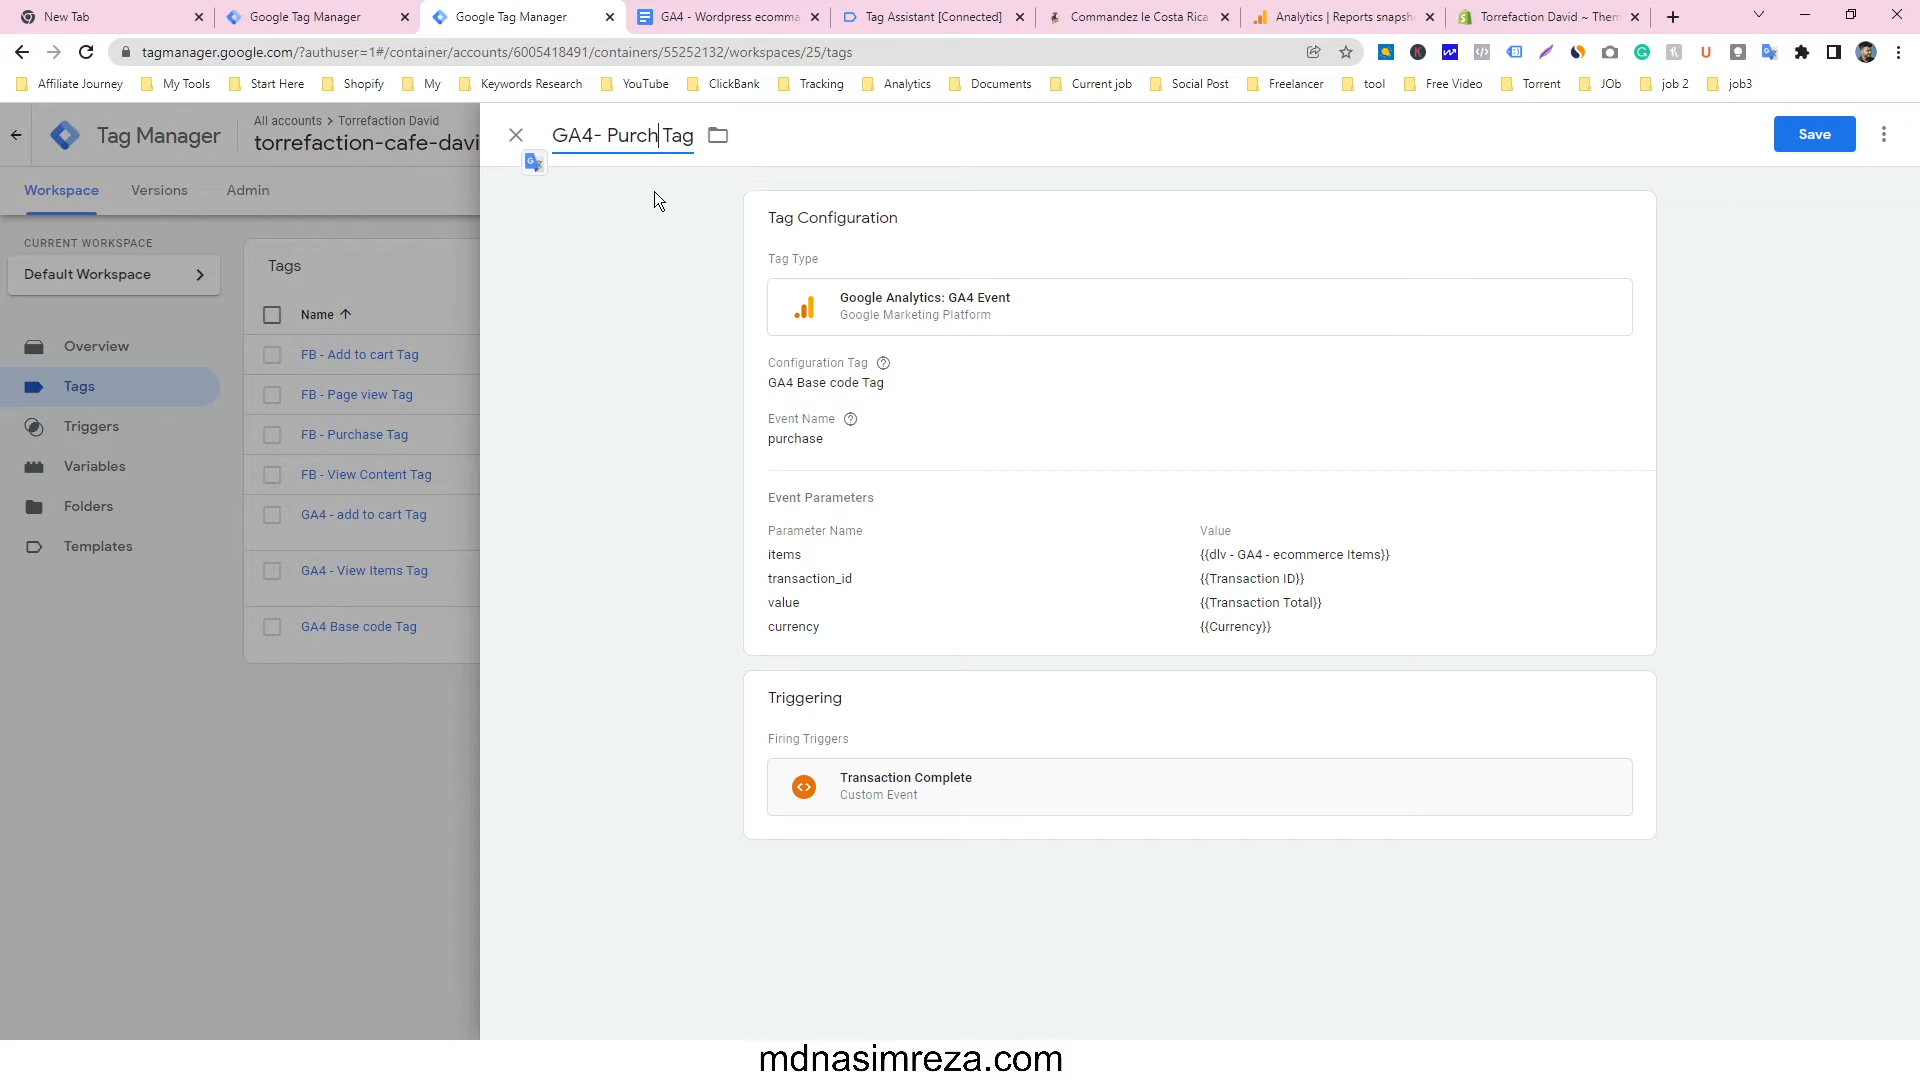 New Tab
Google Tag Manager
Google Tag Manager
GA4 - Wordpress ecomma
Tag Assistant [Connected]
Commandez le Costa Rica
Analytics | Reports snapsh
Torrefaction David ~ Them
tagmanager.google.com/?authuser=1#/container/accounts/6005418491/containers/55252132/workspaces/25/tags
Affiliate Journey
My Tools
Start Here
Shopify
My
Keywords Research
YouTube
ClickBank
Tracking
Analytics
Documents
Current job
Social Post
Freelancer
tool
Free Video
Torrent
JOb
job 2
job3
Tag Manager
All accounts > Torrefaction David
torrefaction-cafe-davi
GA4- Purch Tag
Save
Workspace
Versions
Admin
CURRENT WORKSPACE
Default Workspace
Overview
Tags
Triggers
Variables
Folders
Templates
Tags
Name
FB - Add to cart Tag
FB - Page view Tag
FB - Purchase Tag
FB - View Content Tag
GA4 - add to cart Tag
GA4 - View Items Tag
GA4 Base code Tag
Tag Configuration
Tag Type
Google Analytics: GA4 Event
Google Marketing Platform
Configuration Tag
GA4 Base code Tag
Event Name
purchase
Event Parameters
Parameter Name Value
items {{dlv - GA4 - ecommerce Items}}
transaction_id {{Transaction ID}}
value {{Transaction Total}}
currency {{Currency}}
Triggering
Firing Triggers
Transaction Complete
Custom Event
mdnasimreza.com